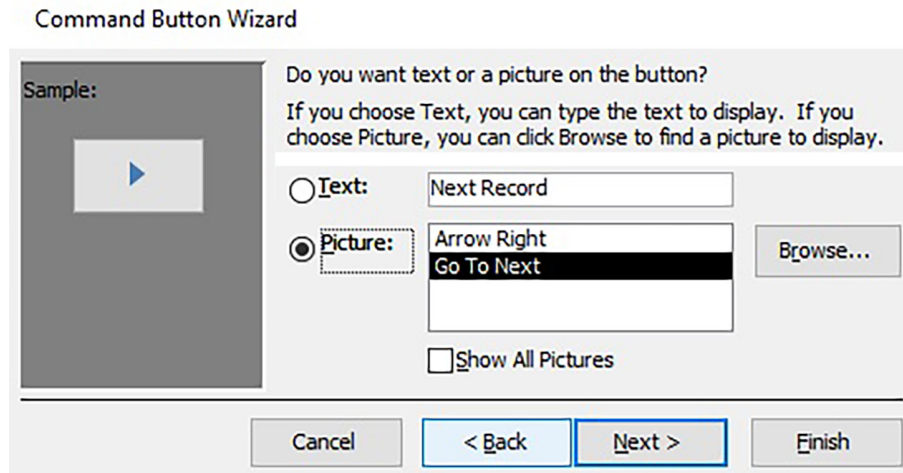 Command Button Wizard
Sample:
Do you want text or a picture on the button?
If you choose Text, you can type the text to display. If you
choose Picture, you can click Browse to find a picture to display.
Text: Next Record
Picture: Arrow Right
Go To Next
Browse...
Show All Pictures
Cancel < Back Next > Finish